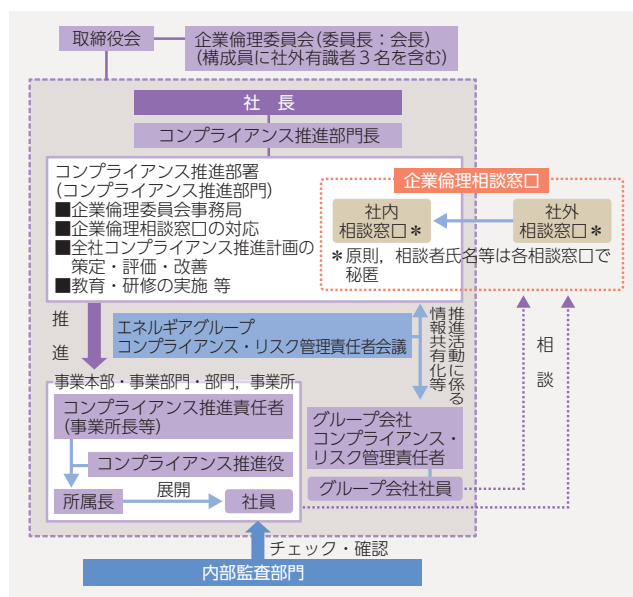 取締役会
企業倫理委員会(委員長：会長)
(構成員に社外有識者３名を含む)
社　長
コンプライアンス推進部門長
コンプライアンス推進部署
(コンプライアンス推進部門)
■企業倫理委員会事務局
■企業倫理相談窓口の対応
■全社コンプライアンス推進計画の
策定・評価・改善
■教育・研修の実施 等
企業倫理相談窓口
社内
相談窓口＊
社外
相談窓口＊
＊原則，相談者氏名等は各相談窓口で
秘匿
推進
エネルギアグループ
コンプライアンス・リスク管理責任者会議
推進活動に係る
情報共有化等
相談
事業本部・事業部門・部門，事業所
コンプライアンス推進責任者
(事業所長等)
コンプライアンス推進役
所属長
展開
社員
グループ会社
コンプライアンス・
リスク管理責任者
グループ会社社員
チェック・確認
内部監査部門